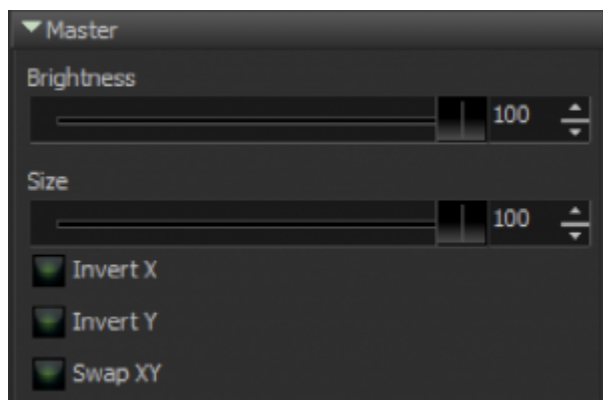 Master
Brightness
100
Size
100
Invert X
Invert Y
Swap XY